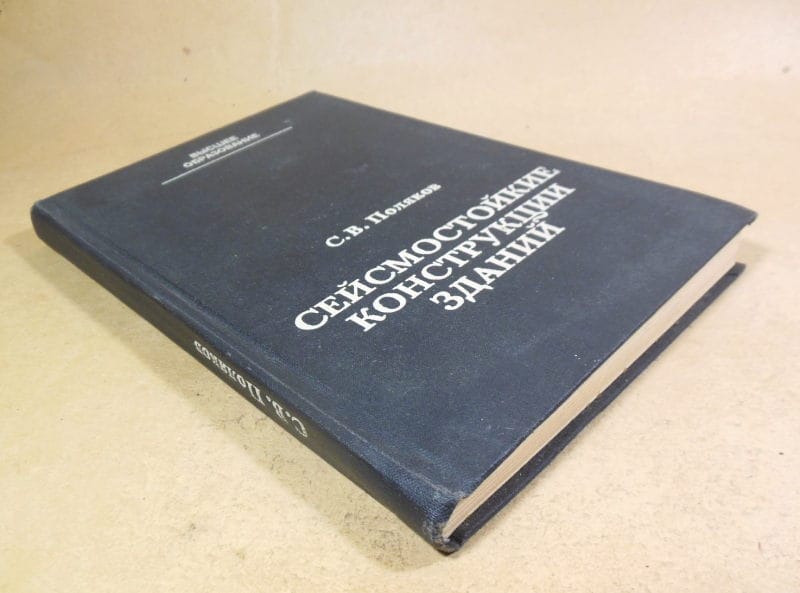 ВЫСШЕЕ
ОБРАЗОВАНИЕ
С. В. Поляков
СЕЙСМОСТОЙКИЕ
КОНСТРУКЦИИ
ЗДАНИЙ
С. В. Поляков